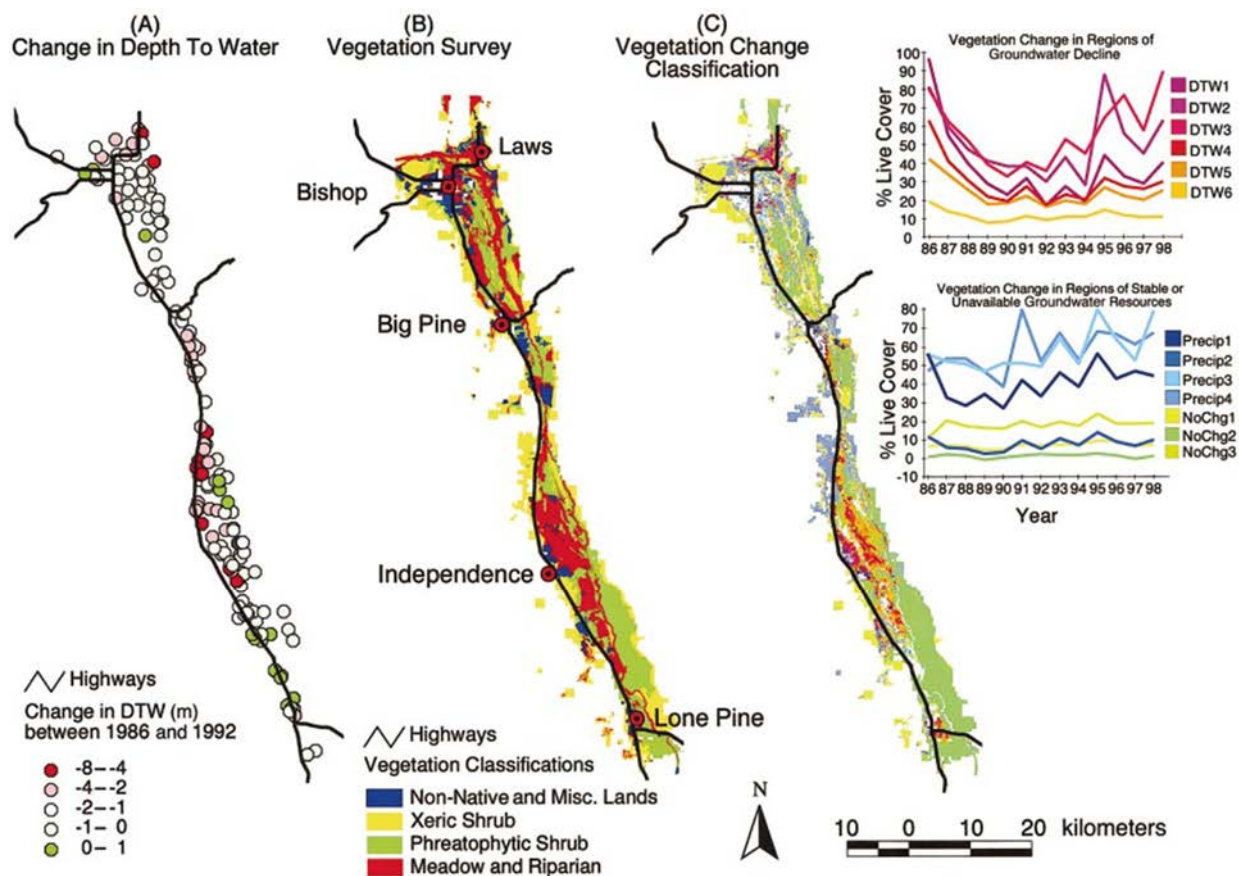 (A)
Change in Depth To Water
(B)
Vegetation Survey
(C)
Vegetation Change
Classification
Laws
Bishop
Big Pine
Independence
Lone Pine
Highways
Change in DTW (m)
between 1986 and 1992
-8--4
-4--2
-2--1
-1-0
0-1
Highways
Vegetation Classifications
Non-Native and Misc. Lands
Xeric Shrub
Phreatophytic Shrub
Meadow and Riparian
N
10 0 10 20 kilometers
Vegetation Change in Regions of
Groundwater Decline
% Live Cover
100
90
80
70
60
50
40
30
20
10
0
86 87 88 89 90 91 92 93 94 95 96 97 98
DTW1
DTW2
DTW3
DTW4
DTW5
DTW6
Vegetation Change in Regions of Stable or
Unavailable Groundwater Resources
% Live Cover
80
70
60
50
40
30
20
10
0
-10
86 87 88 89 90 91 92 93 94 95 96 97 98
Year
Precip1
Precip2
Precip3
Precip4
NoChg1
NoChg2
NoChg3